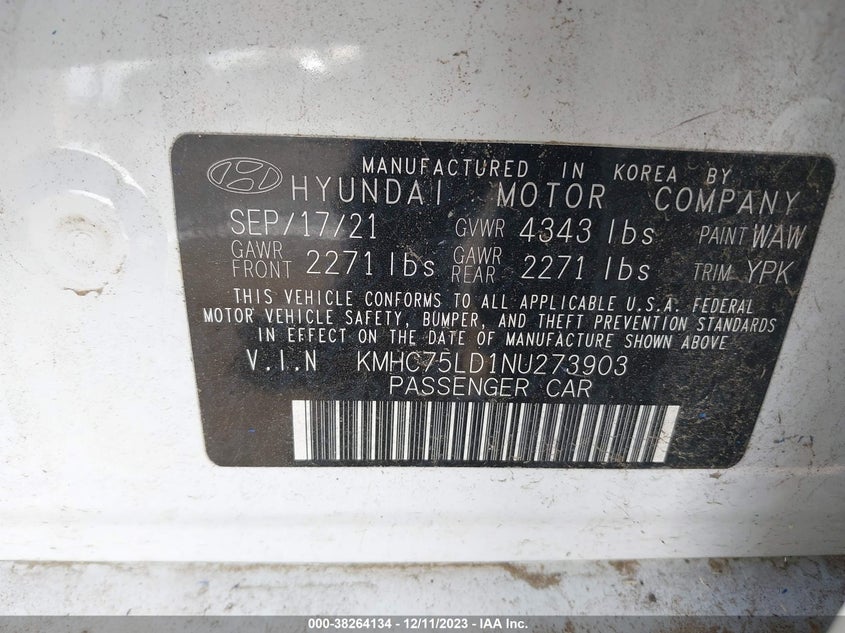 MANUFACTURED IN KOREA BY
HYUNDAI MOTOR COMPANY
SEP/17/21 GVWR 4343 lbs PAINT WAW
GAWR FRONT 2271 lbs GAWR REAR 2271 lbs TRIM YPK
THIS VEHICLE CONFORMS TO ALL APPLICABLE U.S.A. FEDERAL
MOTOR VEHICLE SAFETY, BUMPER, AND THEFT PREVENTION STANDARDS
IN EFFECT ON THE DATE OF MANUFACTURE SHOWN ABOVE
V.I.N KMHC75LD1NU273903
PASSENGER CAR
000-38264134 - 12/11/2023 - IAA Inc.